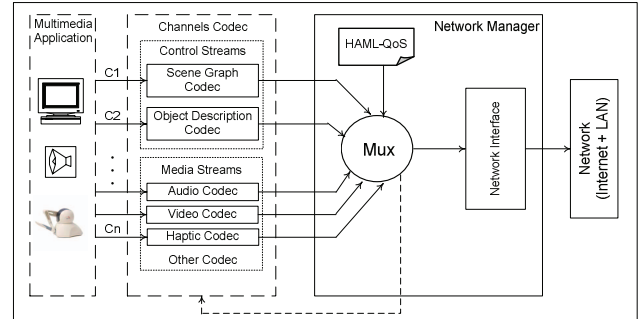 Multimedia
Application
Channels Codec
Control Streams
C1
Scene Graph
Codec
C2
Object Description
Codec
Media Streams
Audio Codec
Video Codec
Cn
Haptic Codec
Other Codec
Network Manager
HAML-QoS
Mux
Network Interface
Network
(Internet + LAN)